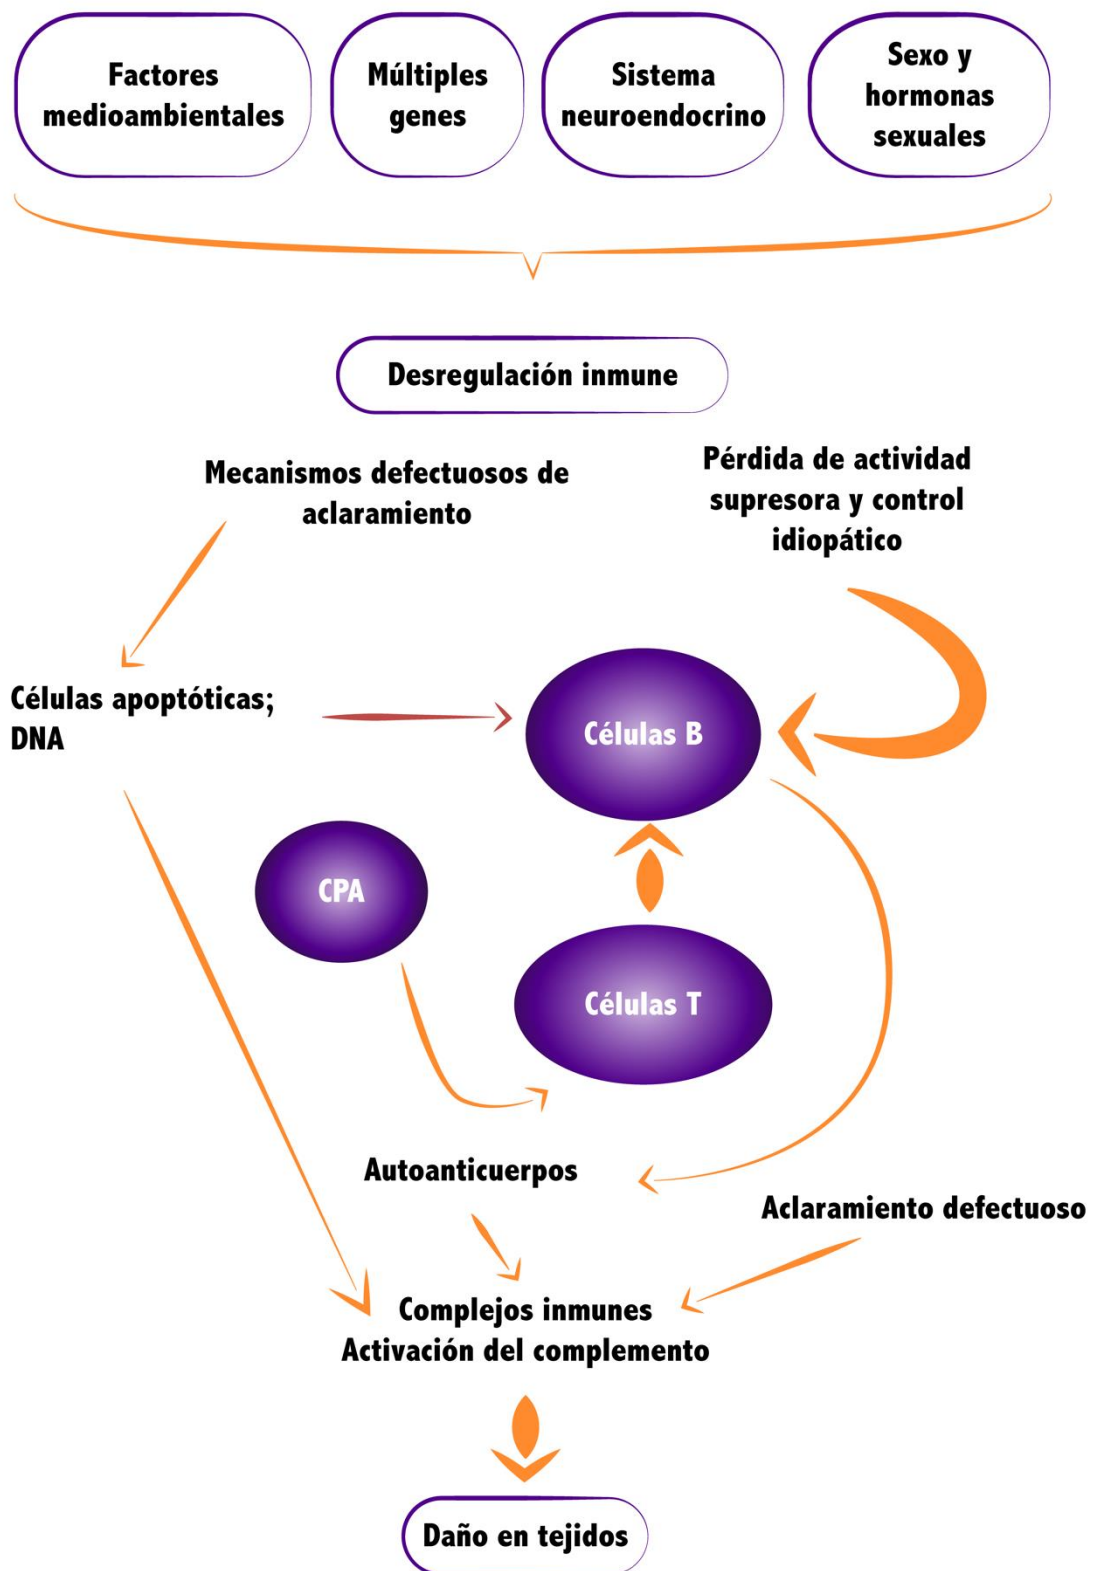 Factores
medioambientales
Múltiples
genes
Sistema
neuroendocrino
Sexo y
hormonas
sexuales
Desregulación inmune
Mecanismos defectuosos de
aclaramiento
Pérdida de actividad
supresora y control
idiopático
Células apoptóticas;
DNA
Células B
CPA
Células T
Autoanticuerpos
Aclaramiento defectuoso
Complejos inmunes
Activación del complemento
Daño en tejidos